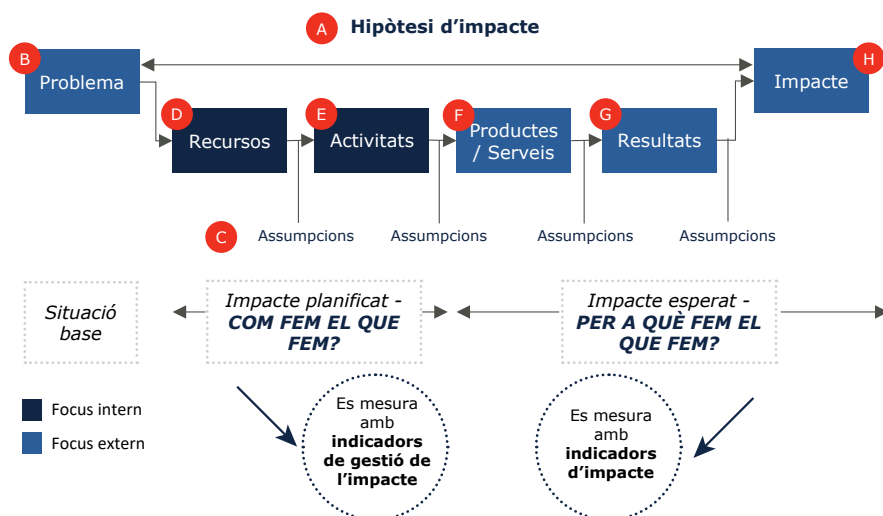 A Hipòtesi d’impacte
B
Problema
H
Impacte
D
Recursos
E
Activitats
F
Productes
/ Serveis
G
Resultats
C Assumpcions Assumpcions Assumpcions Assumpcions
Situació
base
Impacte planificat -
COM FEM EL QUE
FEM?
Impacte esperat -
PER A QUÈ FEM EL
QUE FEM?
Focus intern
Focus extern
Es mesura
amb
indicadors
de gestió de
l’impacte
Es mesura
amb
indicadors
d’impacte